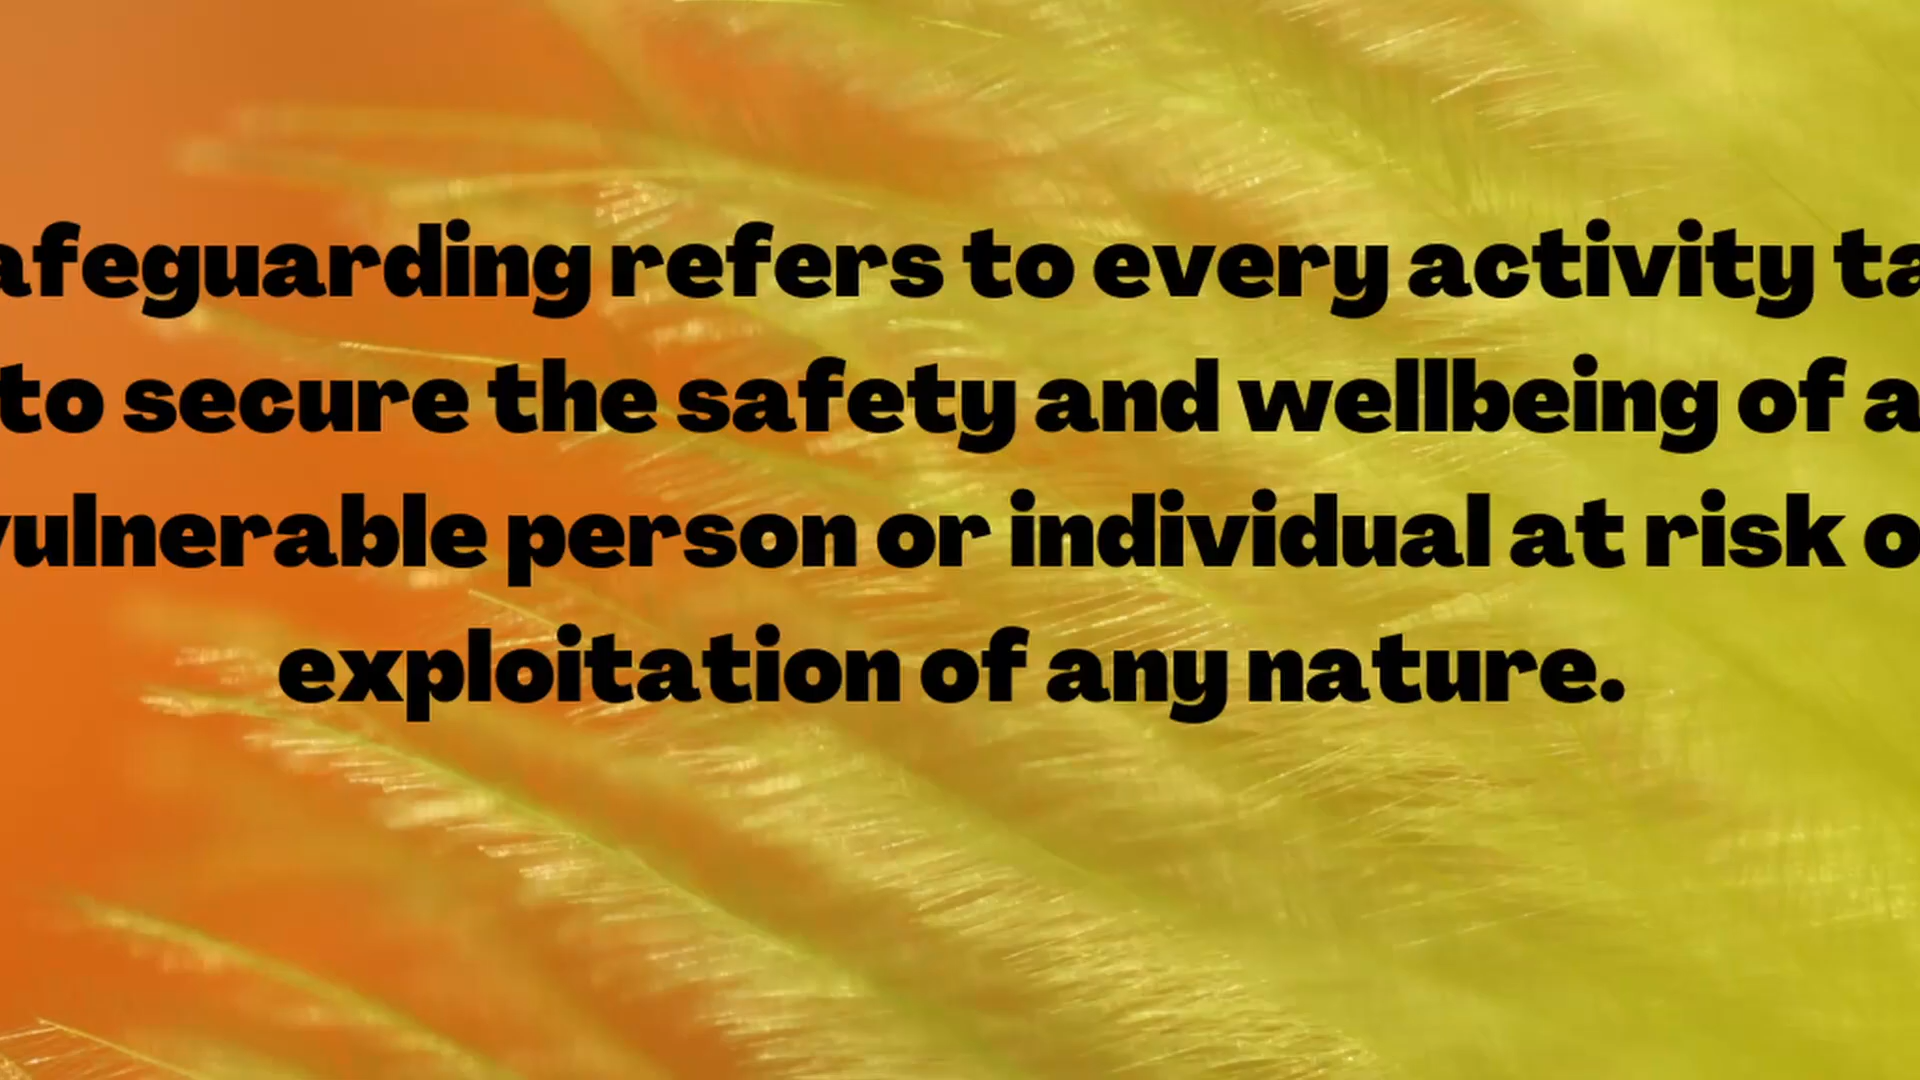 afeguarding refers to every activity ta
to secure the safety and wellbeing of a
vulnerable person or individual at risk o
exploitation of any nature.